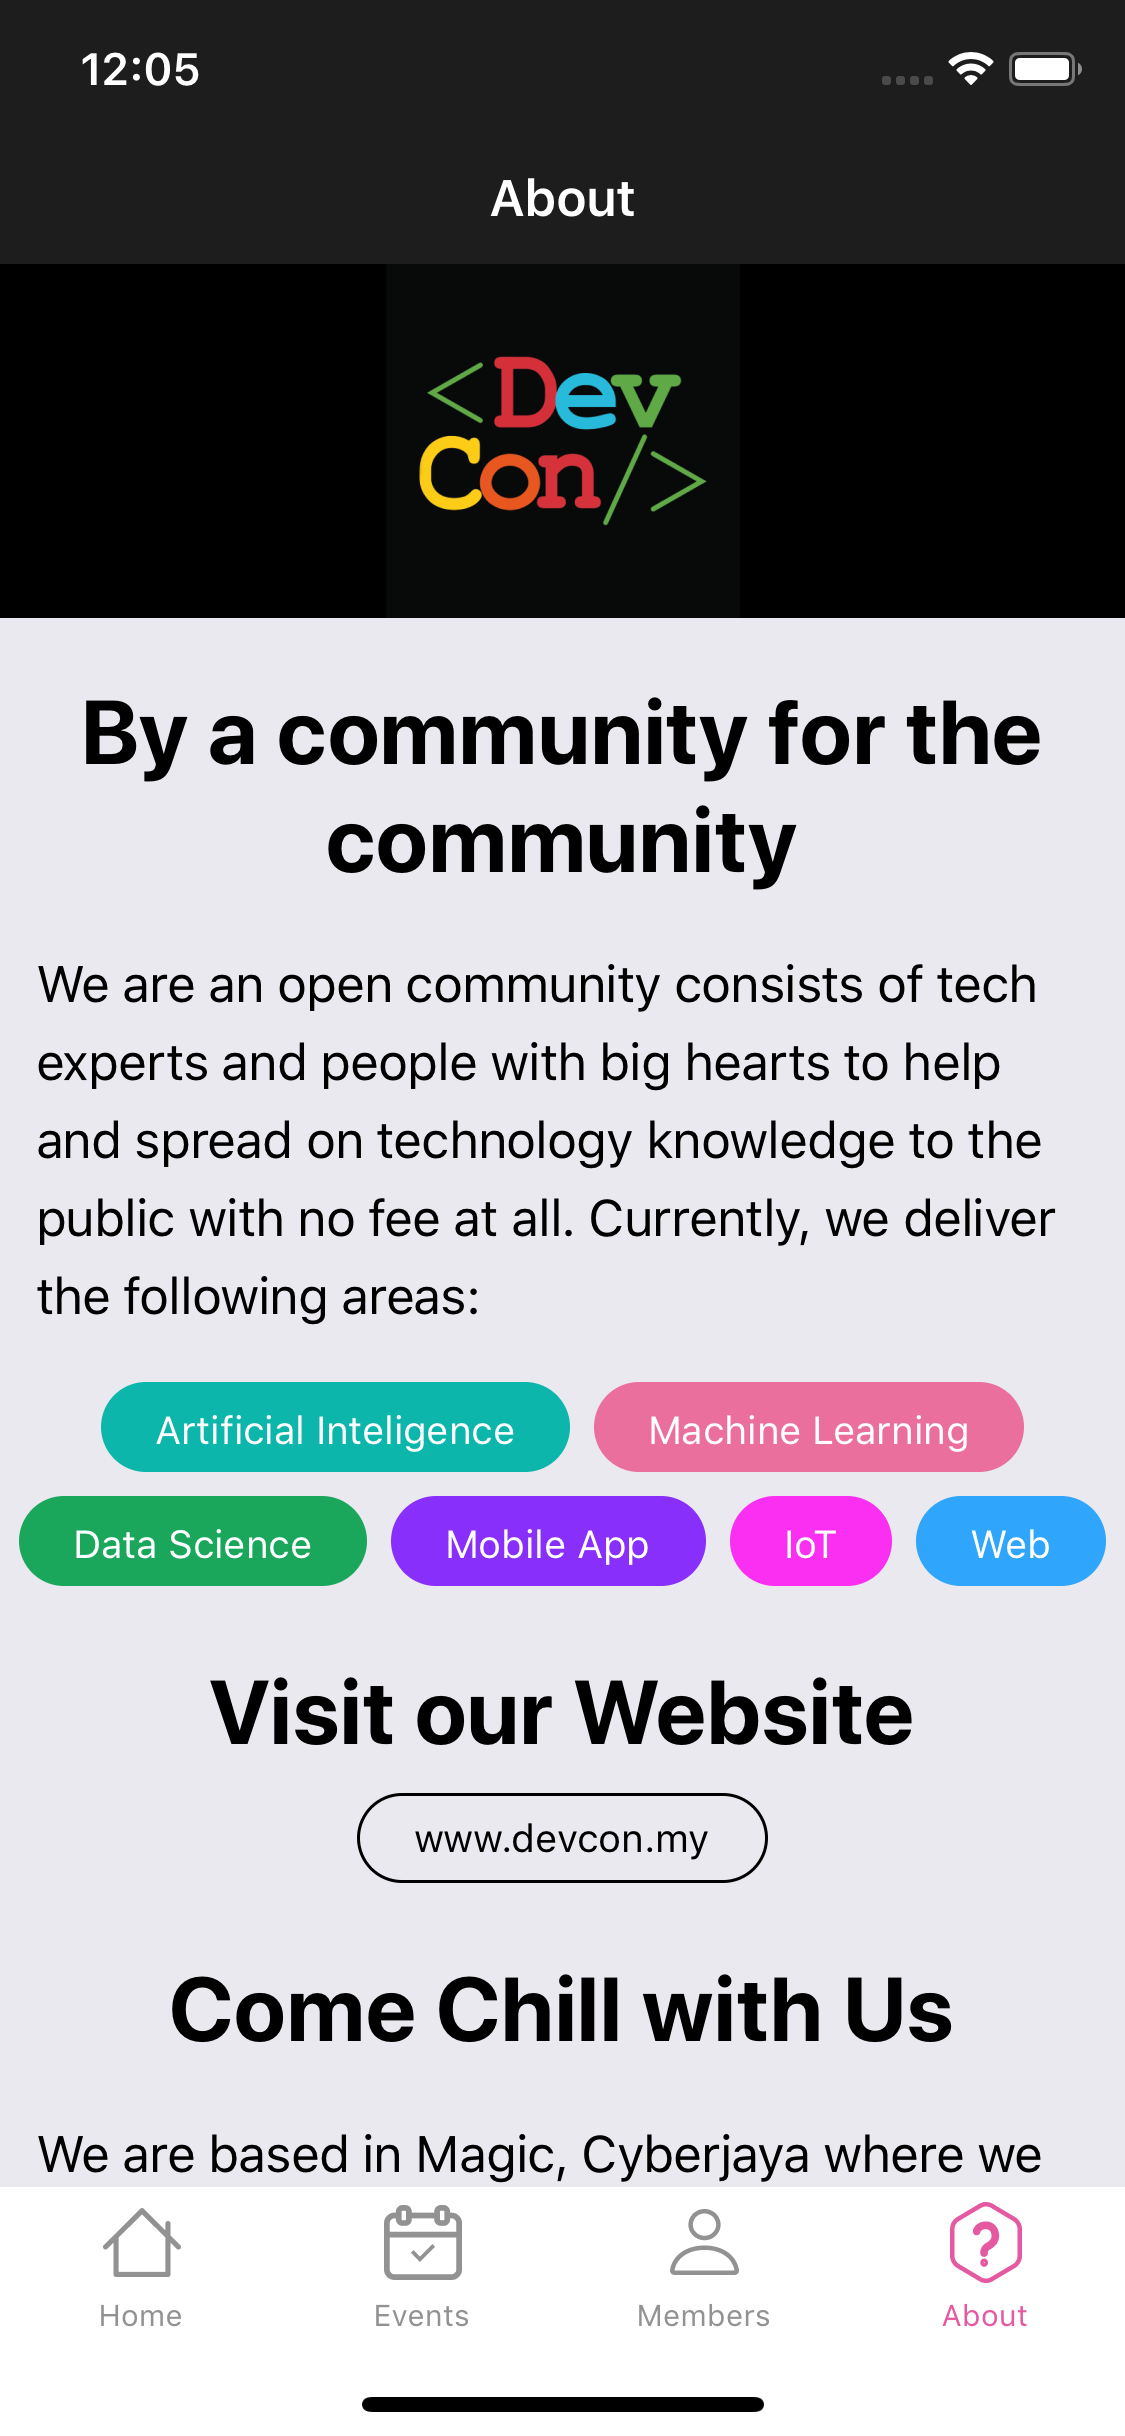 12:05
About
<Dev
Con/>
By a community for the
community
We are an open community consists of tech
experts and people with big hearts to help
and spread on technology knowledge to the
public with no fee at all. Currently, we deliver
the following areas:
Artificial Inteligence Machine Learning
Data Science Mobile App IoT Web
Visit our Website
www.devcon.my
Come Chill with Us
We are based in Magic, Cyberjaya where we
Home Events Members About